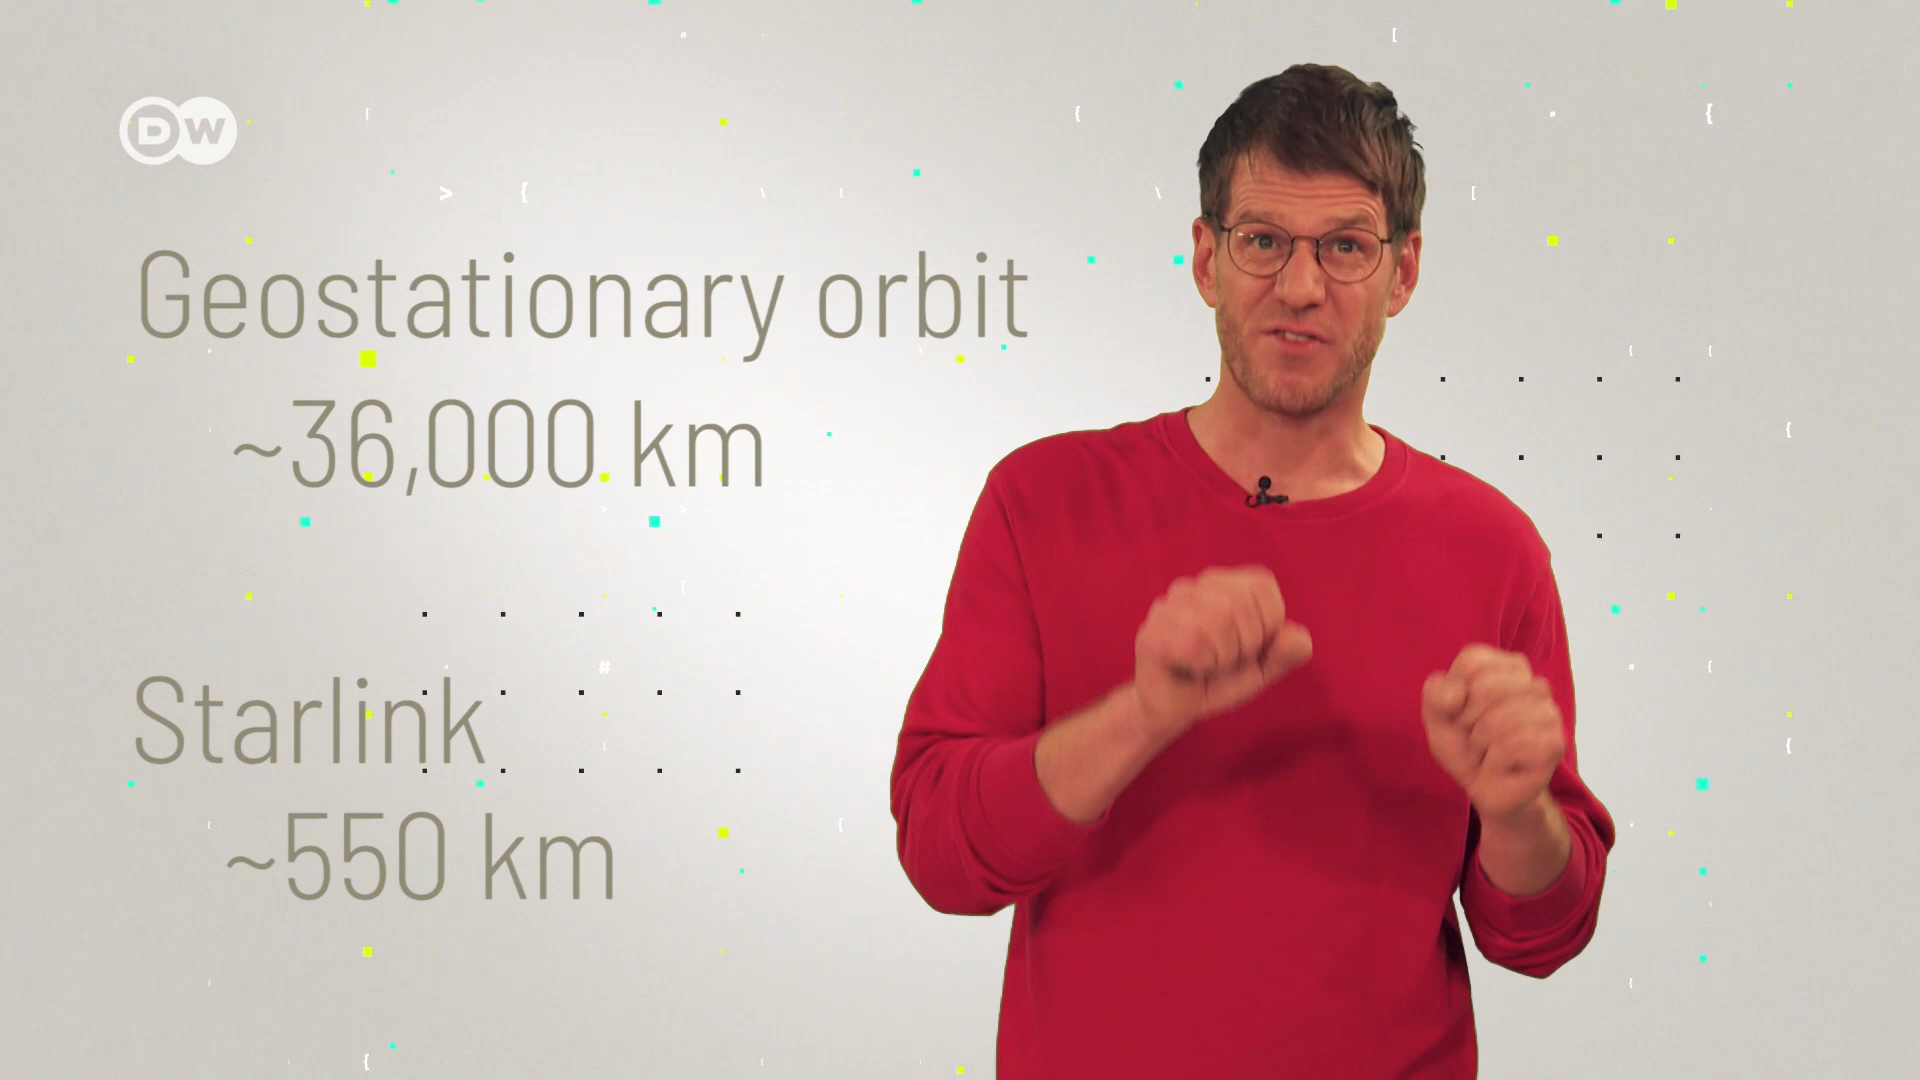 DW
Geostationary orbit
~36,000 km
Starlink
~550 km